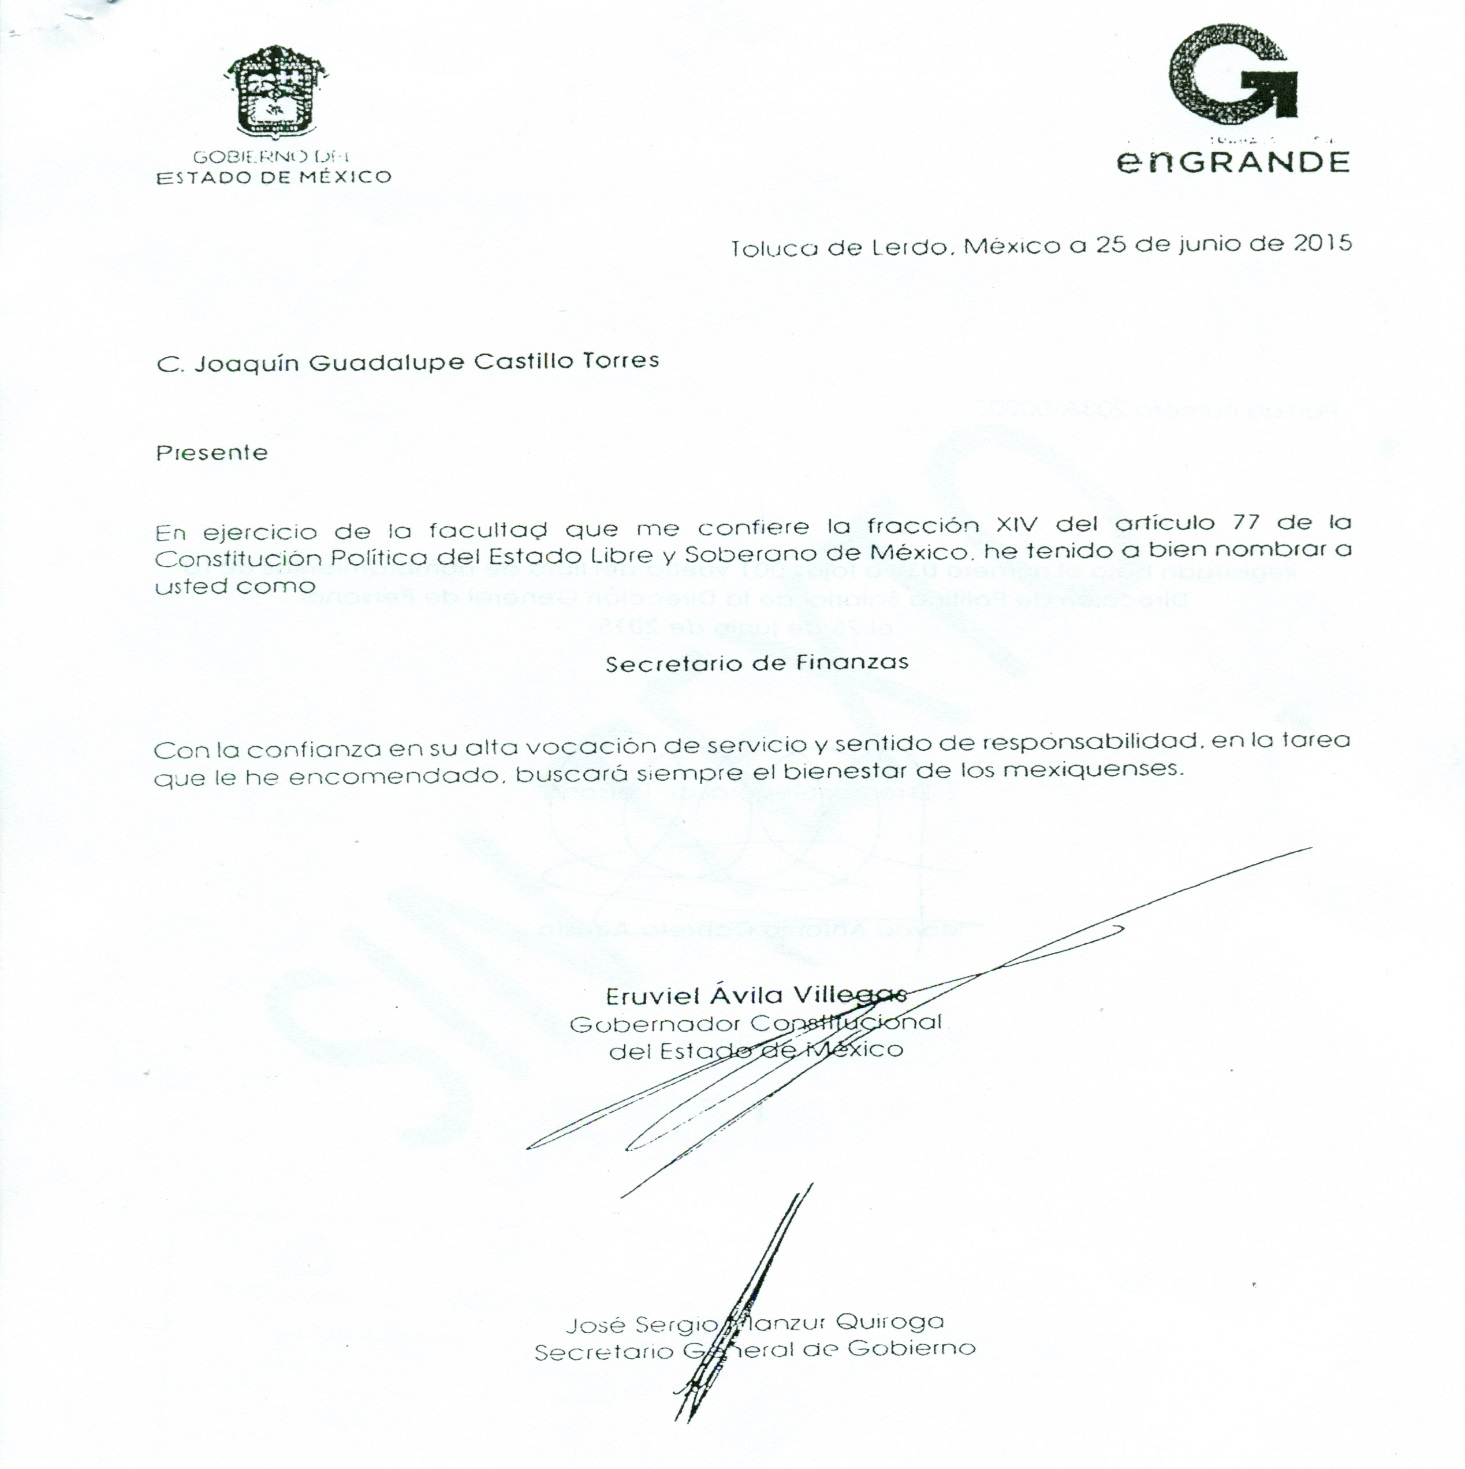 GOBIERNO DEL
ESTADO DE MÉXICO
enGRANDE
Toluca de Lerdo, México a 25 de junio de 2015
C. Joaquín Guadalupe Castillo Torres
Presente
En ejercicio de la facultad que me confiere la fracción XIV del artículo 77 de la
Constitución Política del Estado Libre y Soberano de México, he tenido a bien nombrar a
usted como
Secretario de Finanzas
Con la confianza en su alta vocación de servicio y sentido de responsabilidad, en la tarea
que le he encomendado, buscará siempre el bienestar de los mexiquenses.
Eruviel Ávila Villegas
Gobernador Constitucional
del Estado de México
José Sergio Manzur Quiroga
Secretario General de Gobierno